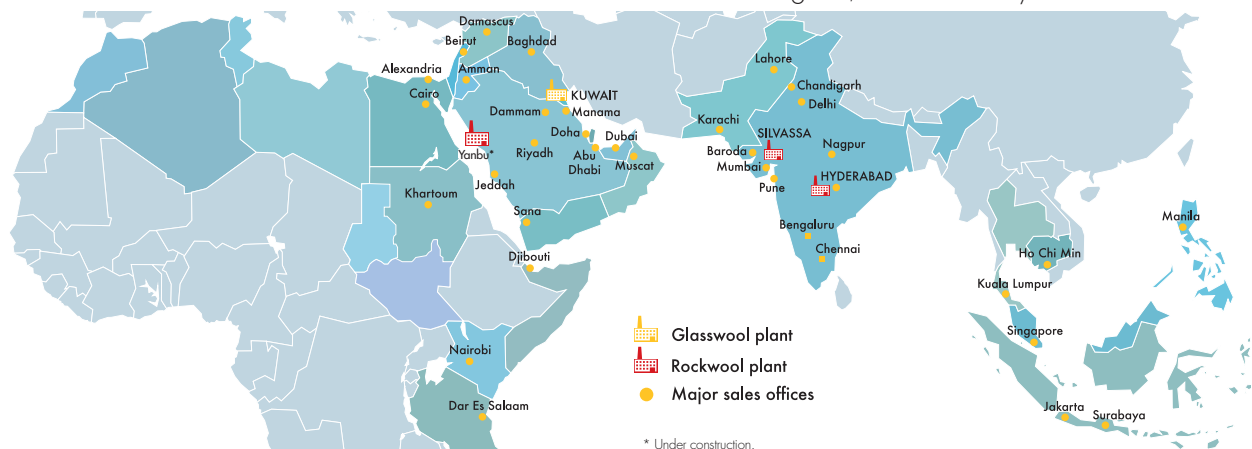 Damascus
Beirut
Baghdad
Alexandria
Amman
Cairo
KUWAIT
Dammam
Manama
Doha
Dubai
Yanbu*
Riyadh
Abu
Dhabi
Muscat
Jeddah
Khartoum
Sana
Djibouti
Nairobi
Dar Es Salaam
Lahore
Chandigarh
Delhi
Karachi
SILVASSA
Baroda
Nagpur
Mumbai
HYDERABAD
Pune
Bengaluru
Chennai
Manila
Ho Chi Min
Kuala Lumpur
Singapore
Jakarta
Surabaya
Glasswool plant
Rockwool plant
Major sales offices
* Under construction.